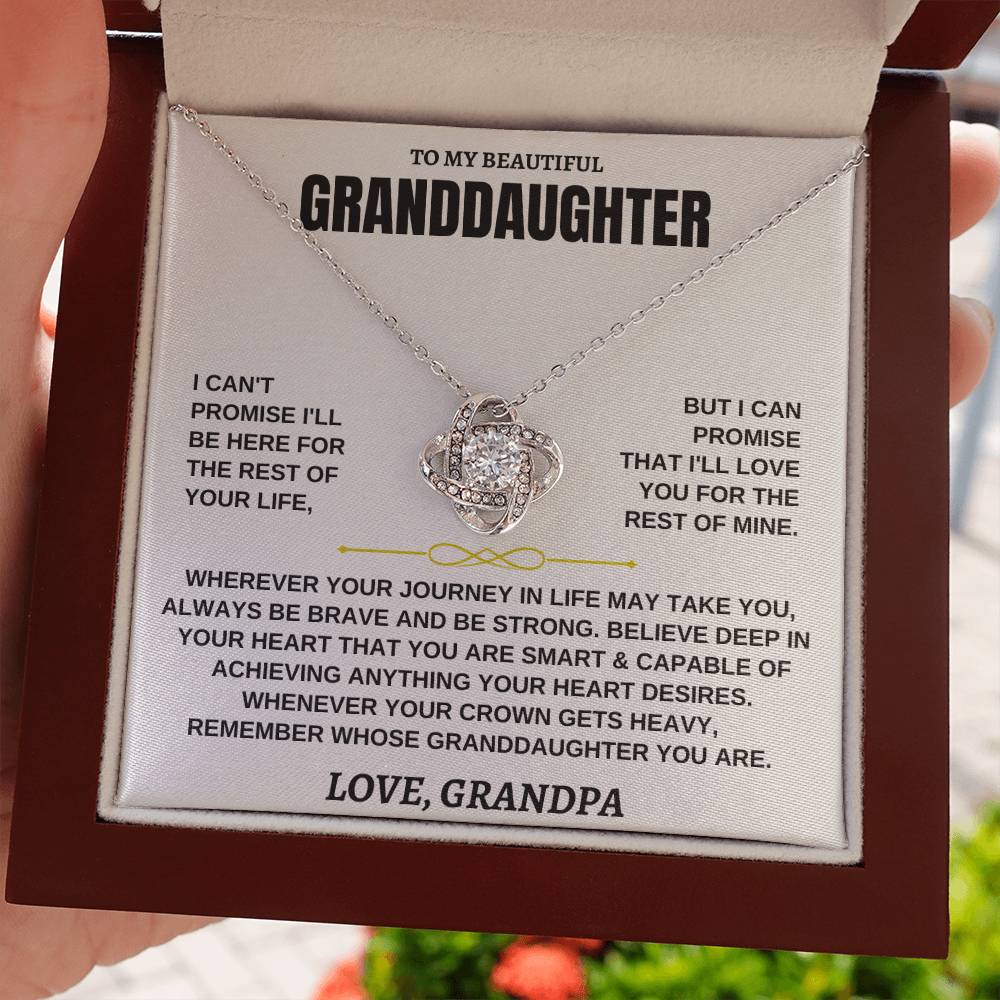 TO MY BEAUTIFUL
GRANDDAUGHTER
I CAN'T
PROMISE I'LL
BE HERE FOR
THE REST OF
YOUR LIFE,
BUT I CAN
PROMISE
THAT I'LL LOVE
YOU FOR THE
REST OF MINE.
WHEREVER YOUR JOURNEY IN LIFE MAY TAKE YOU,
ALWAYS BE BRAVE AND BE STRONG. BELIEVE DEEP IN
YOUR HEART THAT YOU ARE SMART & CAPABLE OF
ACHIEVING ANYTHING YOUR HEART DESIRES.
WHENEVER YOUR CROWN GETS HEAVY,
REMEMBER WHOSE GRANDDAUGHTER YOU ARE.
LOVE, GRANDPA